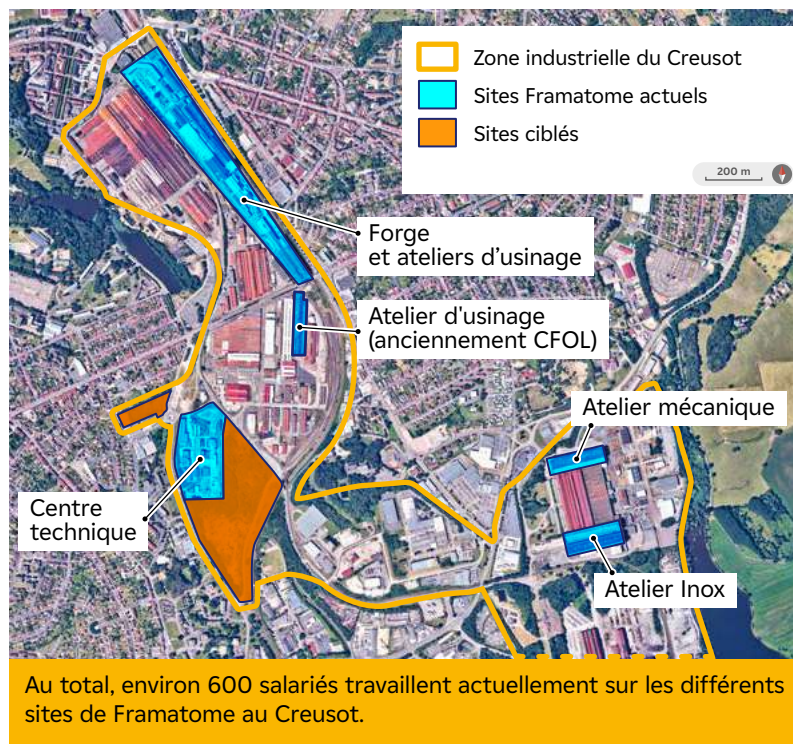 Zone industrielle du Creusot
Sites Framatome actuels
Sites ciblés
200 m
Forge
et ateliers d’usinage
Atelier d'usinage
(anciennement CFOL)
Atelier mécanique
Centre
technique
Atelier Inox
Au total, environ 600 salariés travaillent actuellement sur les différents
sites de Framatome au Creusot.